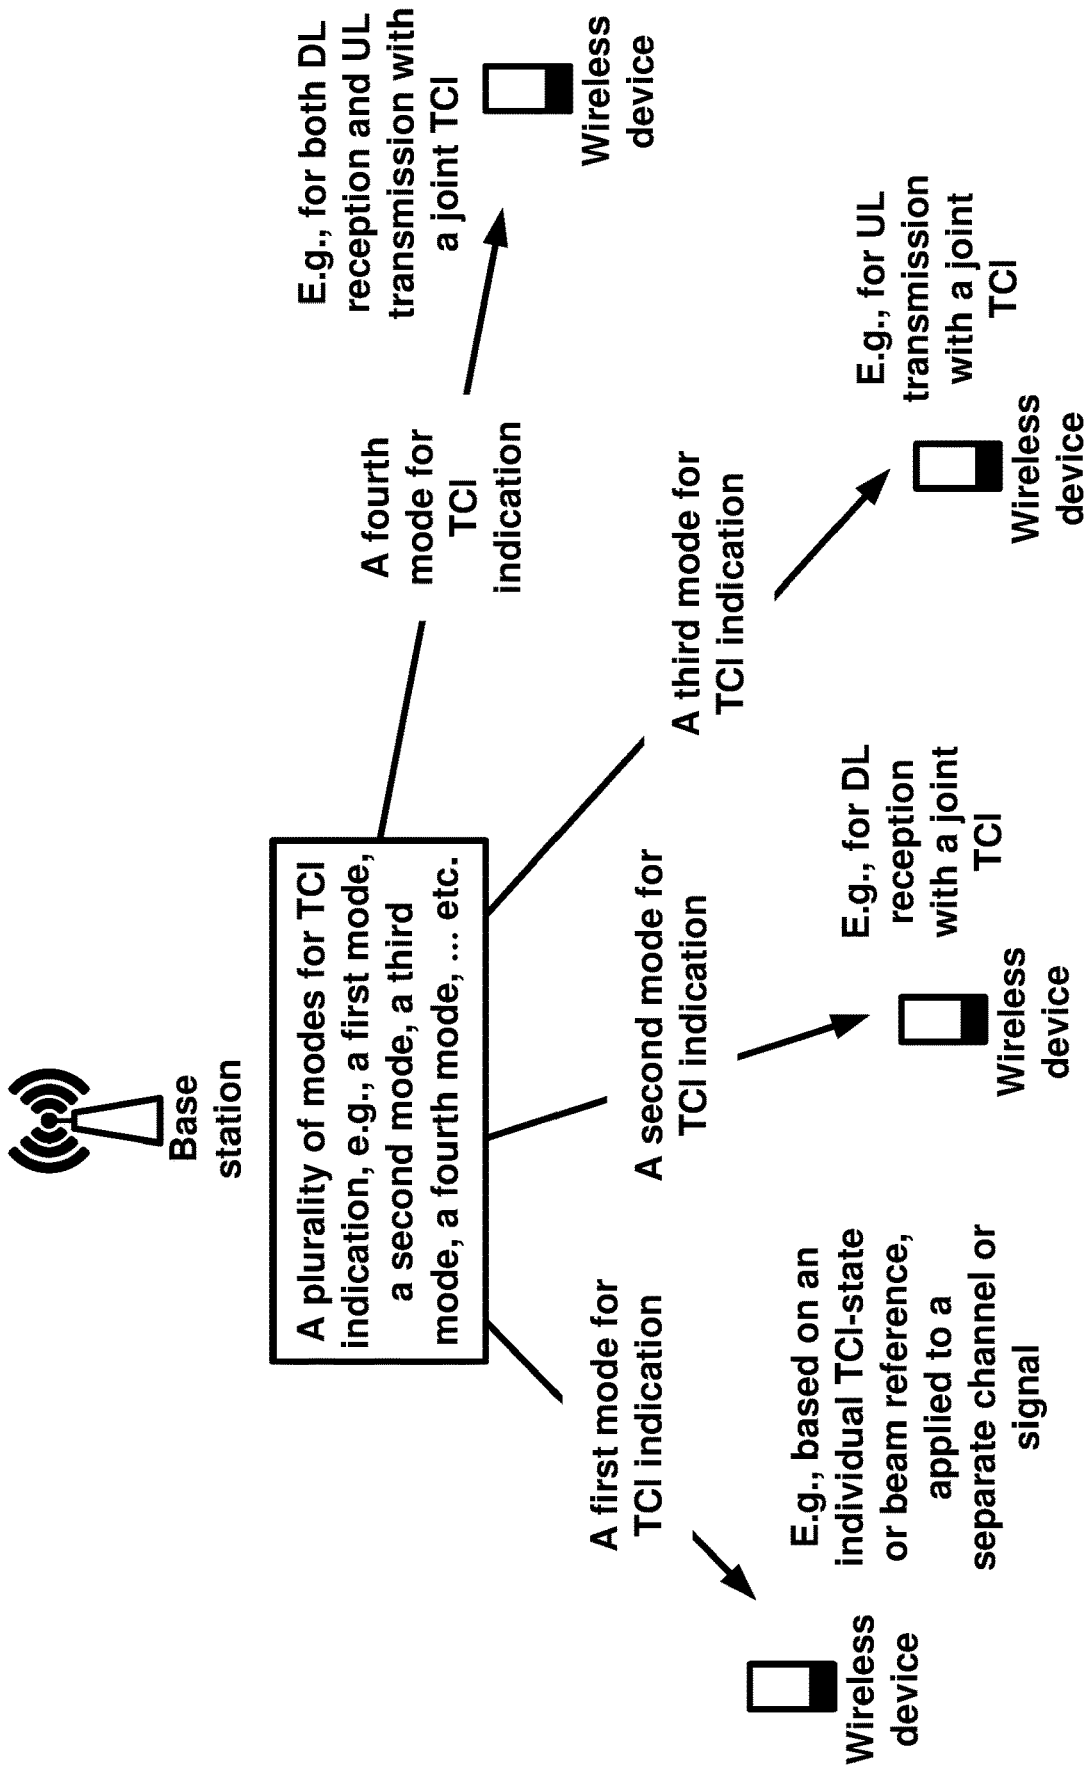 Base
station
A plurality of modes for TCI
indication, e.g., a first mode,
a second mode, a third
mode, a fourth mode, ... etc.
A first mode for
TCI indication
Wireless
device
E.g., based on an
individual TCI-state
or beam reference,
applied to a
separate channel or
signal
A second mode for
TCI indication
Wireless
device
E.g., for DL
reception
with a joint
TCI
A third mode for
TCI indication
Wireless
device
E.g., for UL
transmission
with a joint
TCI
A fourth
mode for
TCI
indication
E.g., for both DL
reception and UL
transmission with
a joint TCI
Wireless
device